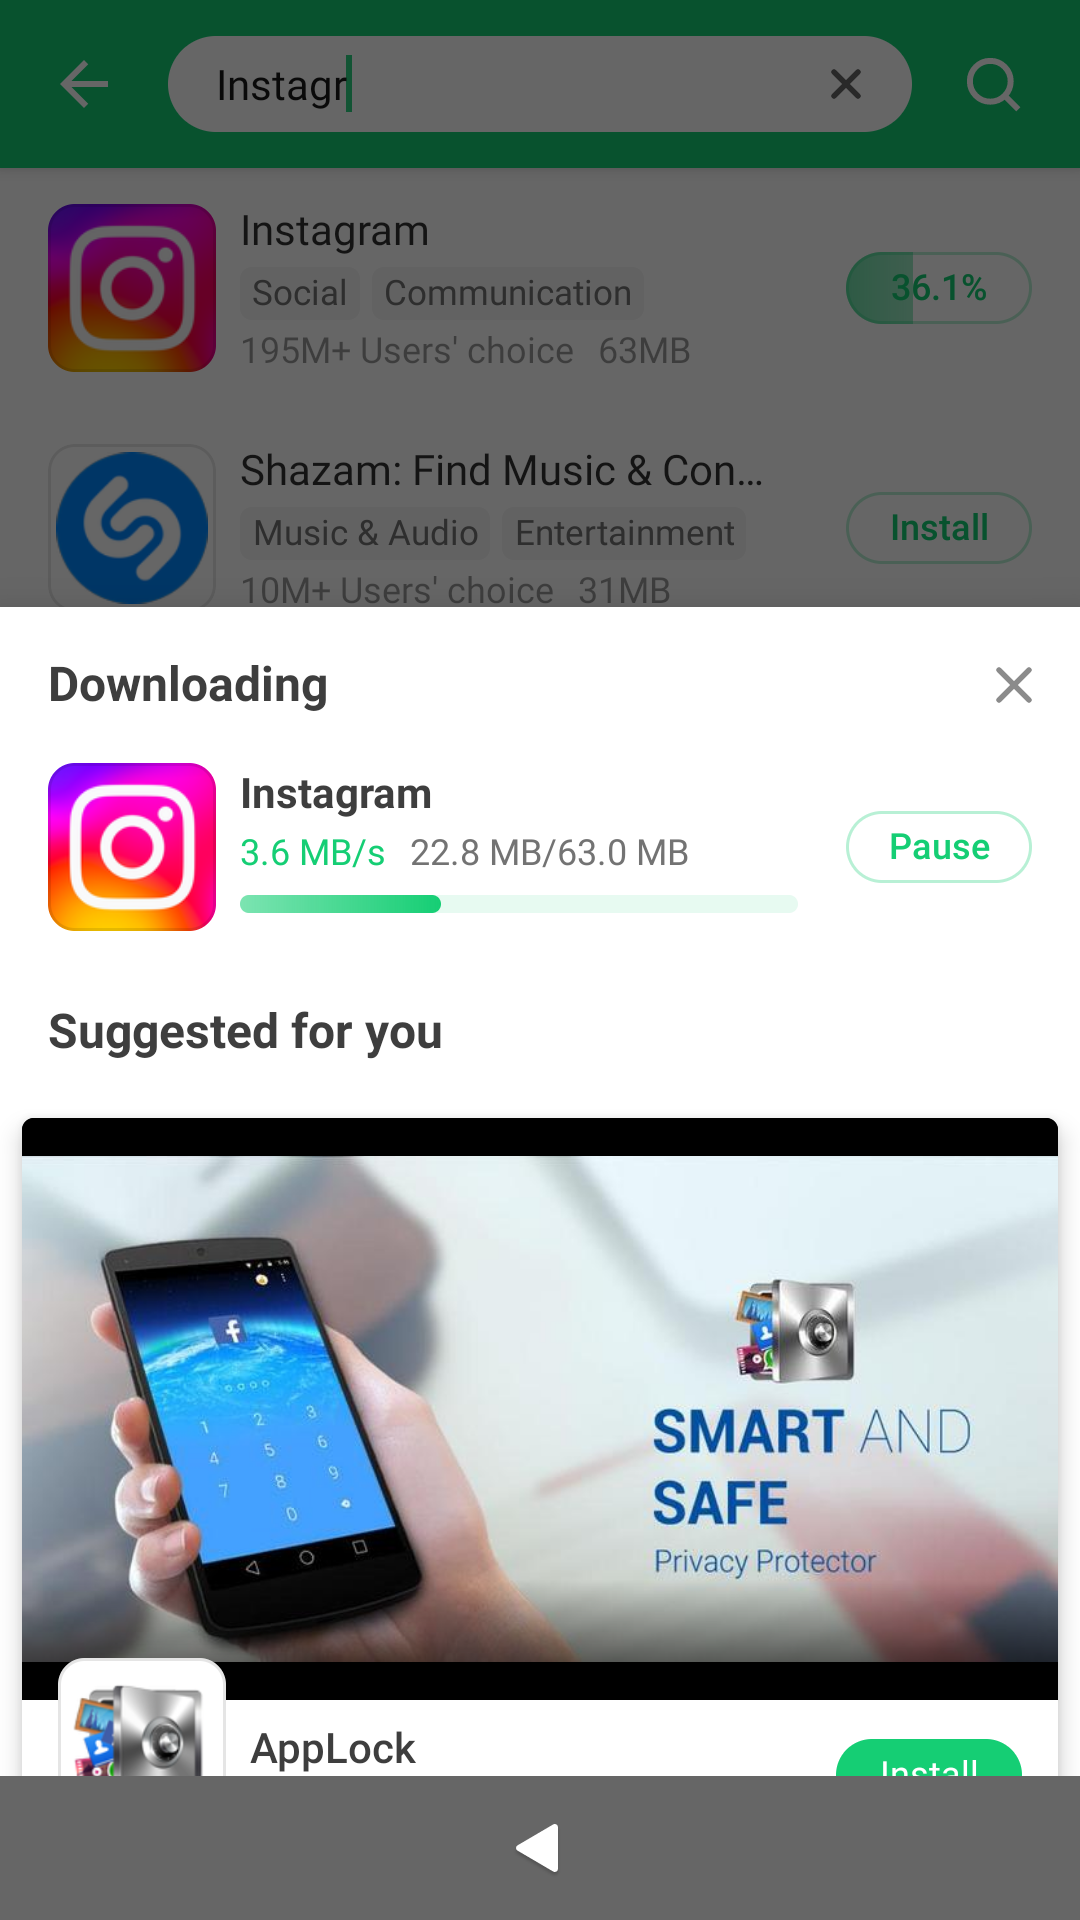 Instagr
Instagram
Social Communication
36.1%
195M+ Users' choice 63MB
Shazam: Find Music & Con...
Music & Audio Entertainment
Install
10M+ Users' choice 31MB
Downloading
Instagram
3.6 MB/s 22.8 MB/63.0 MB
Pause
Suggested for you
1 2 3
4 5 6
7 8 9
0
SMART AND
SAFE
Privacy Protector
AppLock
Install